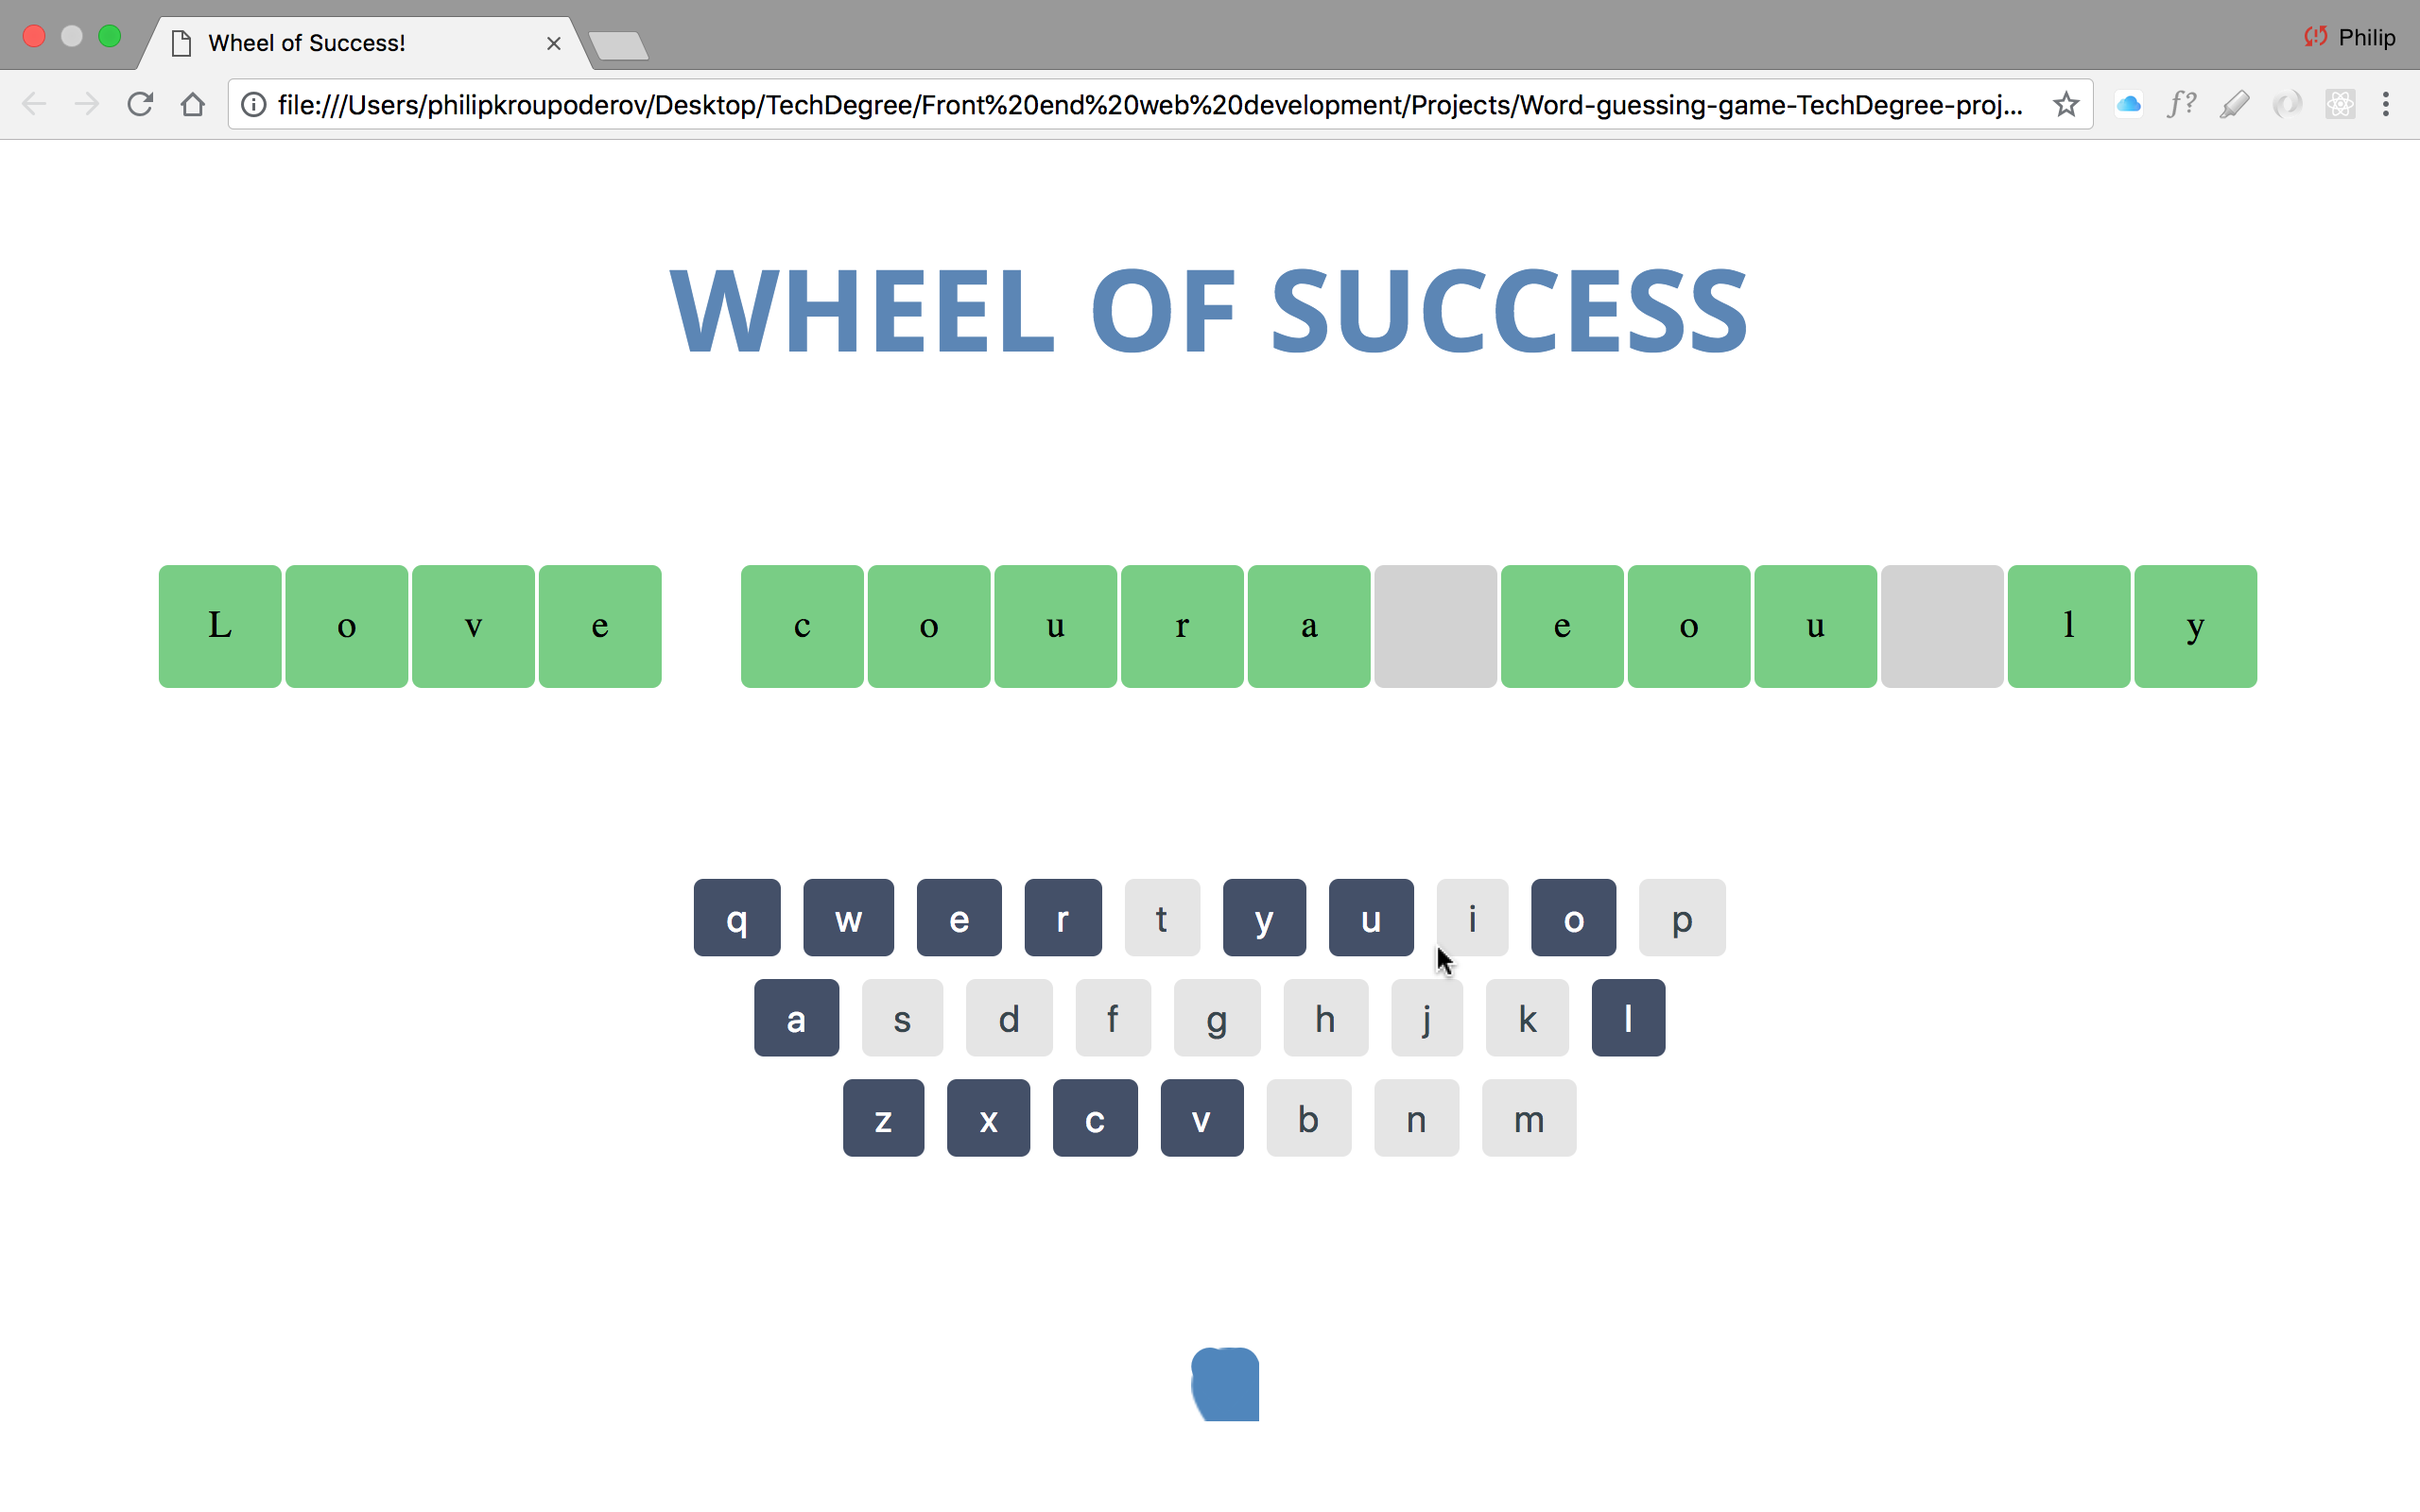 Wheel of Success!
Philip
file:///Users/philipkroupoderov/Desktop/TechDegree/Front%20end%20web%20development/Projects/Word-guessing-game-TechDegree-proj...
f?
WHEEL OF SUCCESS
L o v e c o u r a e o u l y
q w e r t y u i o p
a s d f g h j k l
z x c v b n m